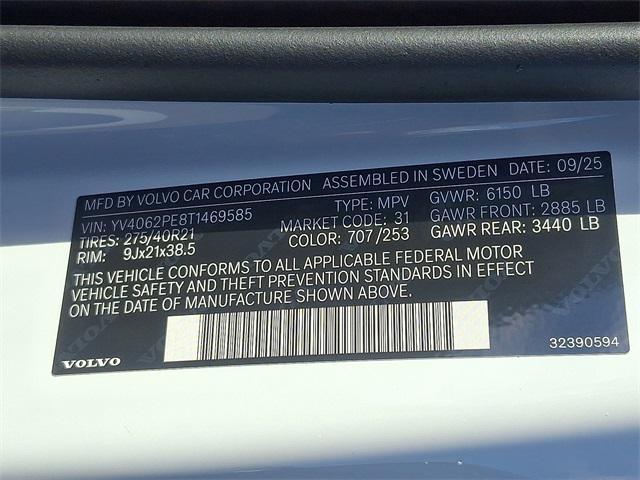 MFD BY VOLVO CAR CORPORATION ASSEMBLED IN SWEDEN DATE: 09/25
VIN: YV4062PE8T1469585 TYPE: MPV GVWR: 6150 LB
TIRES: 275/40R21 MARKET CODE: 31 GAWR FRONT: 2885 LB
RIM: 9Jx21x38.5 COLOR: 707/253 GAWR REAR: 3440 LB
THIS VEHICLE CONFORMS TO ALL APPLICABLE FEDERAL MOTOR
VEHICLE SAFETY AND THEFT PREVENTION STANDARDS IN EFFECT
ON THE DATE OF MANUFACTURE SHOWN ABOVE.
VOLVO 32390594